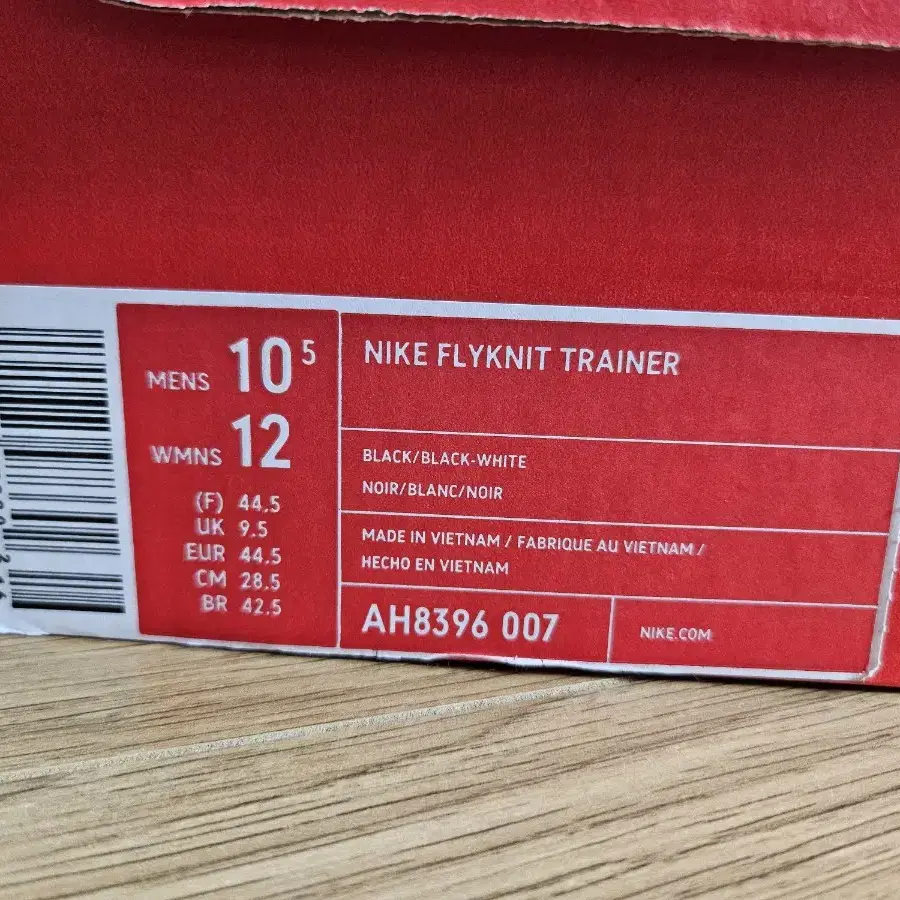 MENS 10 5
WMNS 12
(F) 44.5
UK 9.5
EUR 44.5
CM 28.5
BR 42.5
NIKE FLYKNIT TRAINER
BLACK/BLACK-WHITE
NOIR/BLANC/NOIR
MADE IN VIETNAM / FABRIQUE AU VIETNAM /
HECHO EN VIETNAM
AH8396 007
NIKE.COM